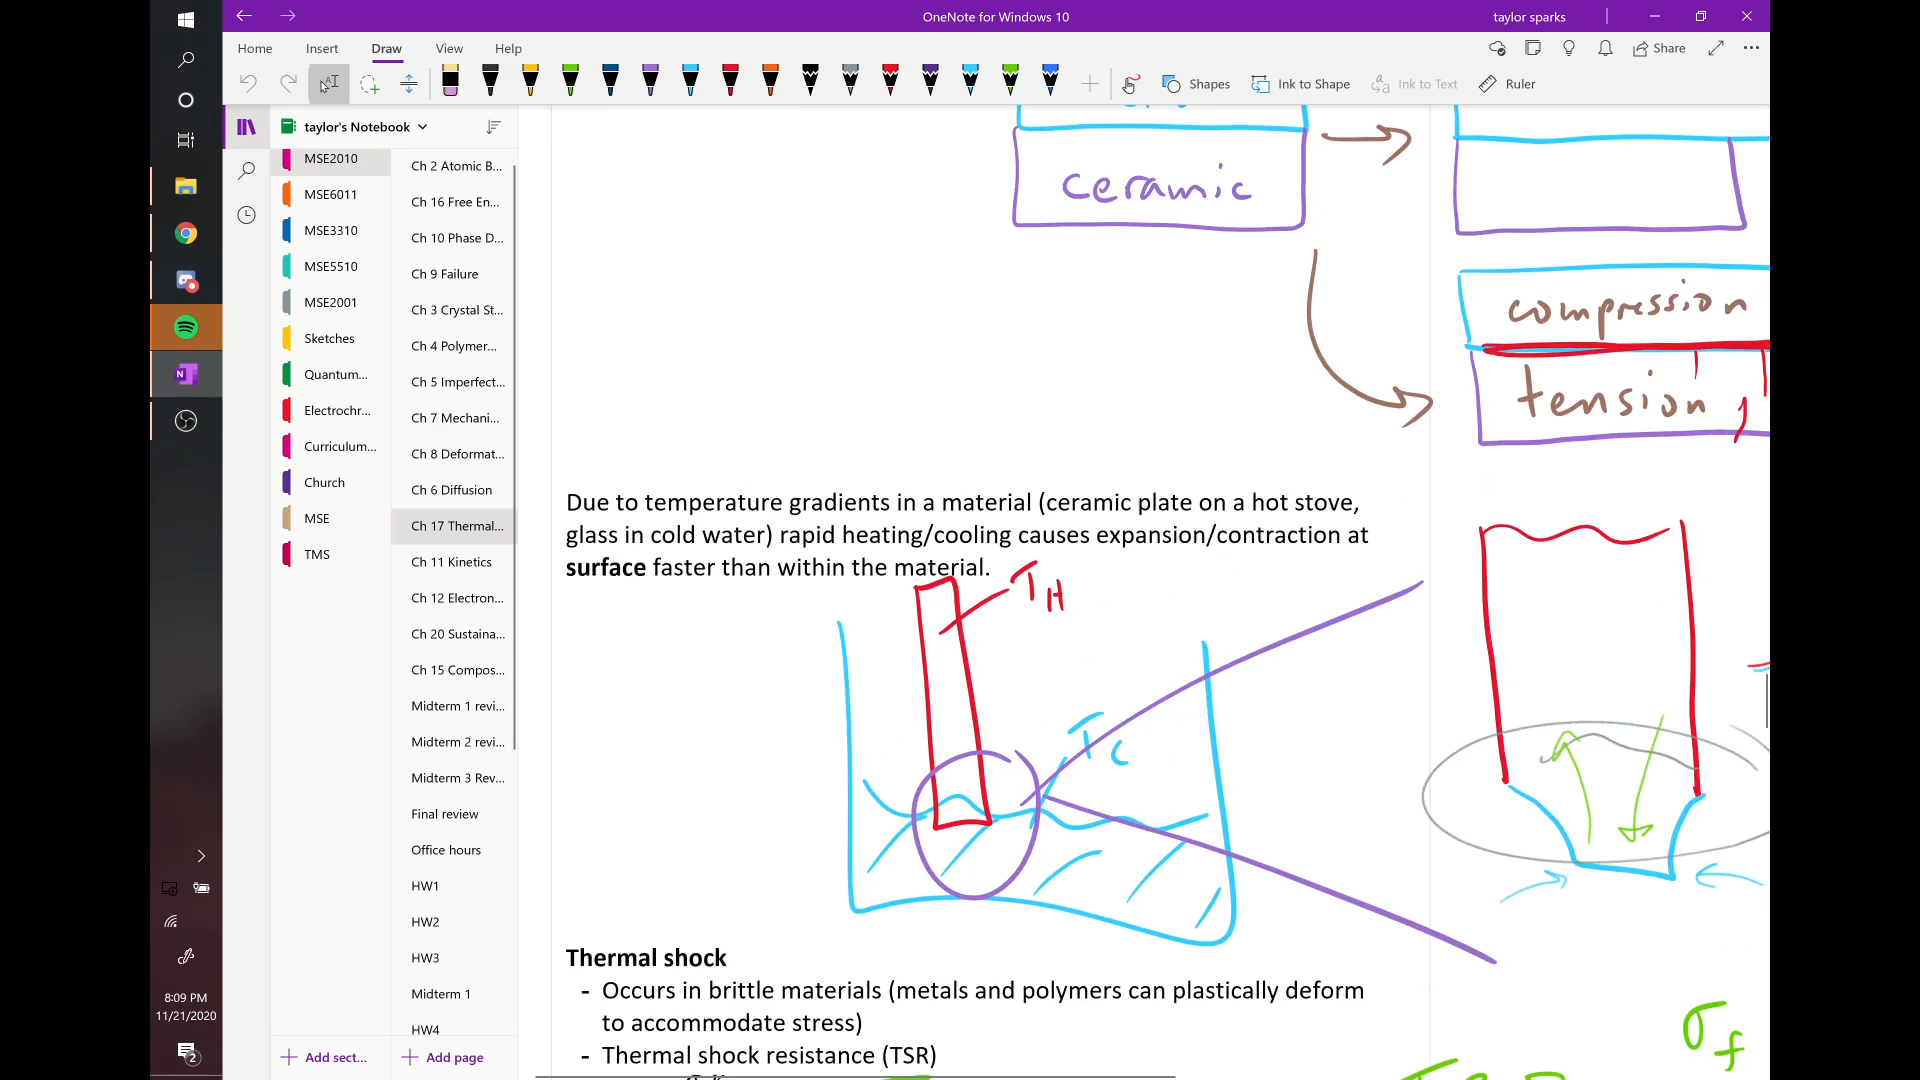 OneNote for Windows 10
taylor sparks
Home
Insert
Draw
View
Help
Share
Shapes
Ink to Shape
Ink to Text
Ruler
taylor's Notebook
MSE2010
MSE6011
MSE3310
MSE5510
MSE2001
Sketches
Quantum...
Electrochr...
Curriculum...
Church
MSE
TMS
Add sect...
Ch 2 Atomic B...
Ch 16 Free En...
Ch 10 Phase D...
Ch 9 Failure
Ch 3 Crystal St...
Ch 4 Polymer...
Ch 5 Imperfect...
Ch 7 Mechani...
Ch 8 Deformat...
Ch 6 Diffusion
Ch 17 Thermal...
Ch 11 Kinetics
Ch 12 Electron...
Ch 20 Sustaina...
Ch 15 Compos...
Midterm 1 revi...
Midterm 2 revi...
Midterm 3 Rev...
Final review
Office hours
HW1
HW2
HW3
Midterm 1
HW4
Add page
ceramic
compression
tension
Due to temperature gradients in a material (ceramic plate on a hot stove,
glass in cold water) rapid heating/cooling causes expansion/contraction at
surface faster than within the material.
TH
Tc
Thermal shock
- Occurs in brittle materials (metals and polymers can plastically deform
to accommodate stress)
- Thermal shock resistance (TSR)
σf
8:09 PM
11/21/2020
2